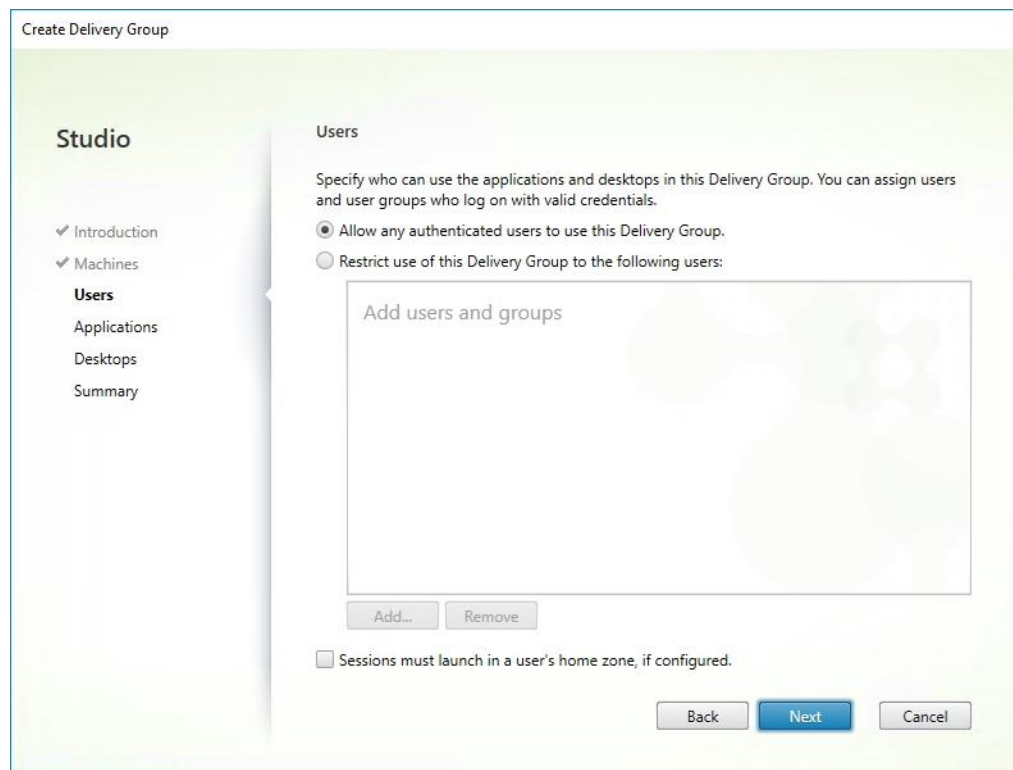 Create Delivery Group
Studio
Introduction
Machines
Users
Applications
Desktops
Summary
Users
Specify who can use the applications and desktops in this Delivery Group. You can assign users
and user groups who log on with valid credentials.
Allow any authenticated users to use this Delivery Group.
Restrict use of this Delivery Group to the following users:
Add users and groups
Add...
Remove
Sessions must launch in a user's home zone, if configured.
Back
Next
Cancel